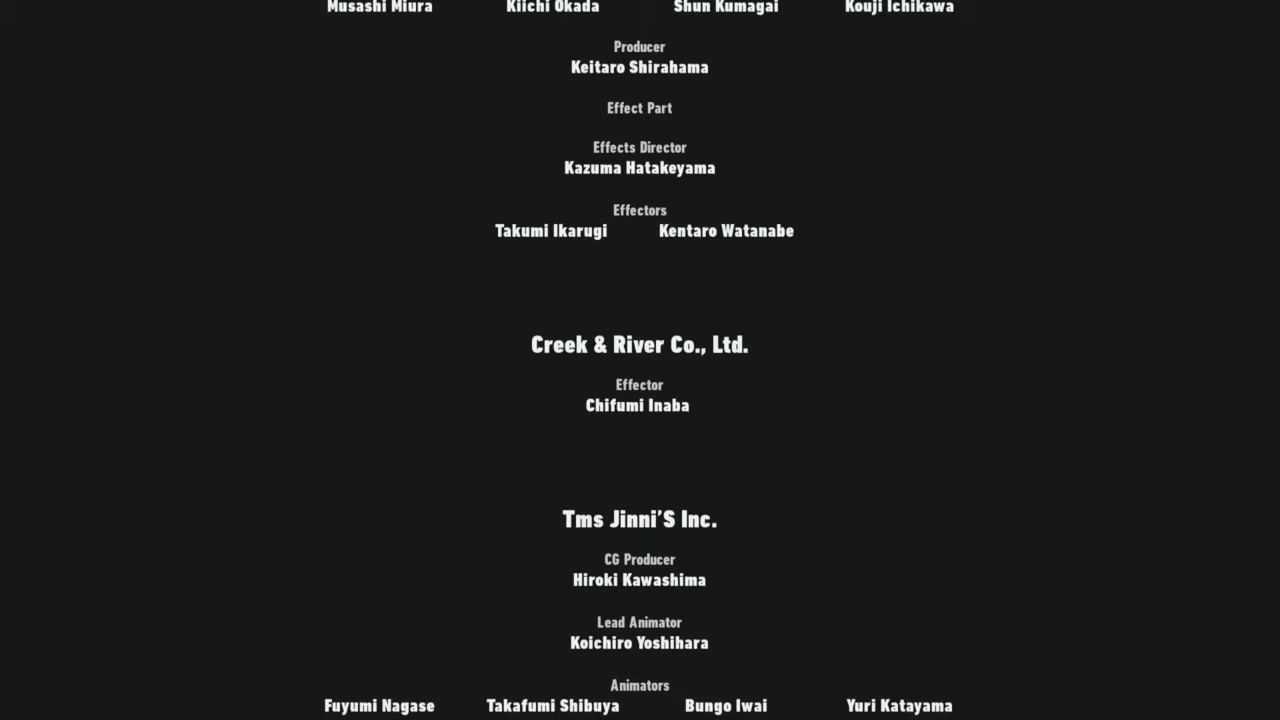 Musashi Miura Kiichi Okada Shun Kumagai Kouji Ichikawa
Producer
Keitaro Shirahama
Effect Part
Effects Director
Kazuma Hatakeyama
Effectors
Takumi Ikarugi Kentaro Watanabe
Creek & River Co., Ltd.
Effector
Chifumi Inaba
Tms Jinni'S Inc.
CG Producer
Hiroki Kawashima
Lead Animator
Koichiro Yoshihara
Animators
Fuyumi Nagase Takafumi Shibuya Bungo Iwai Yuri Katayama